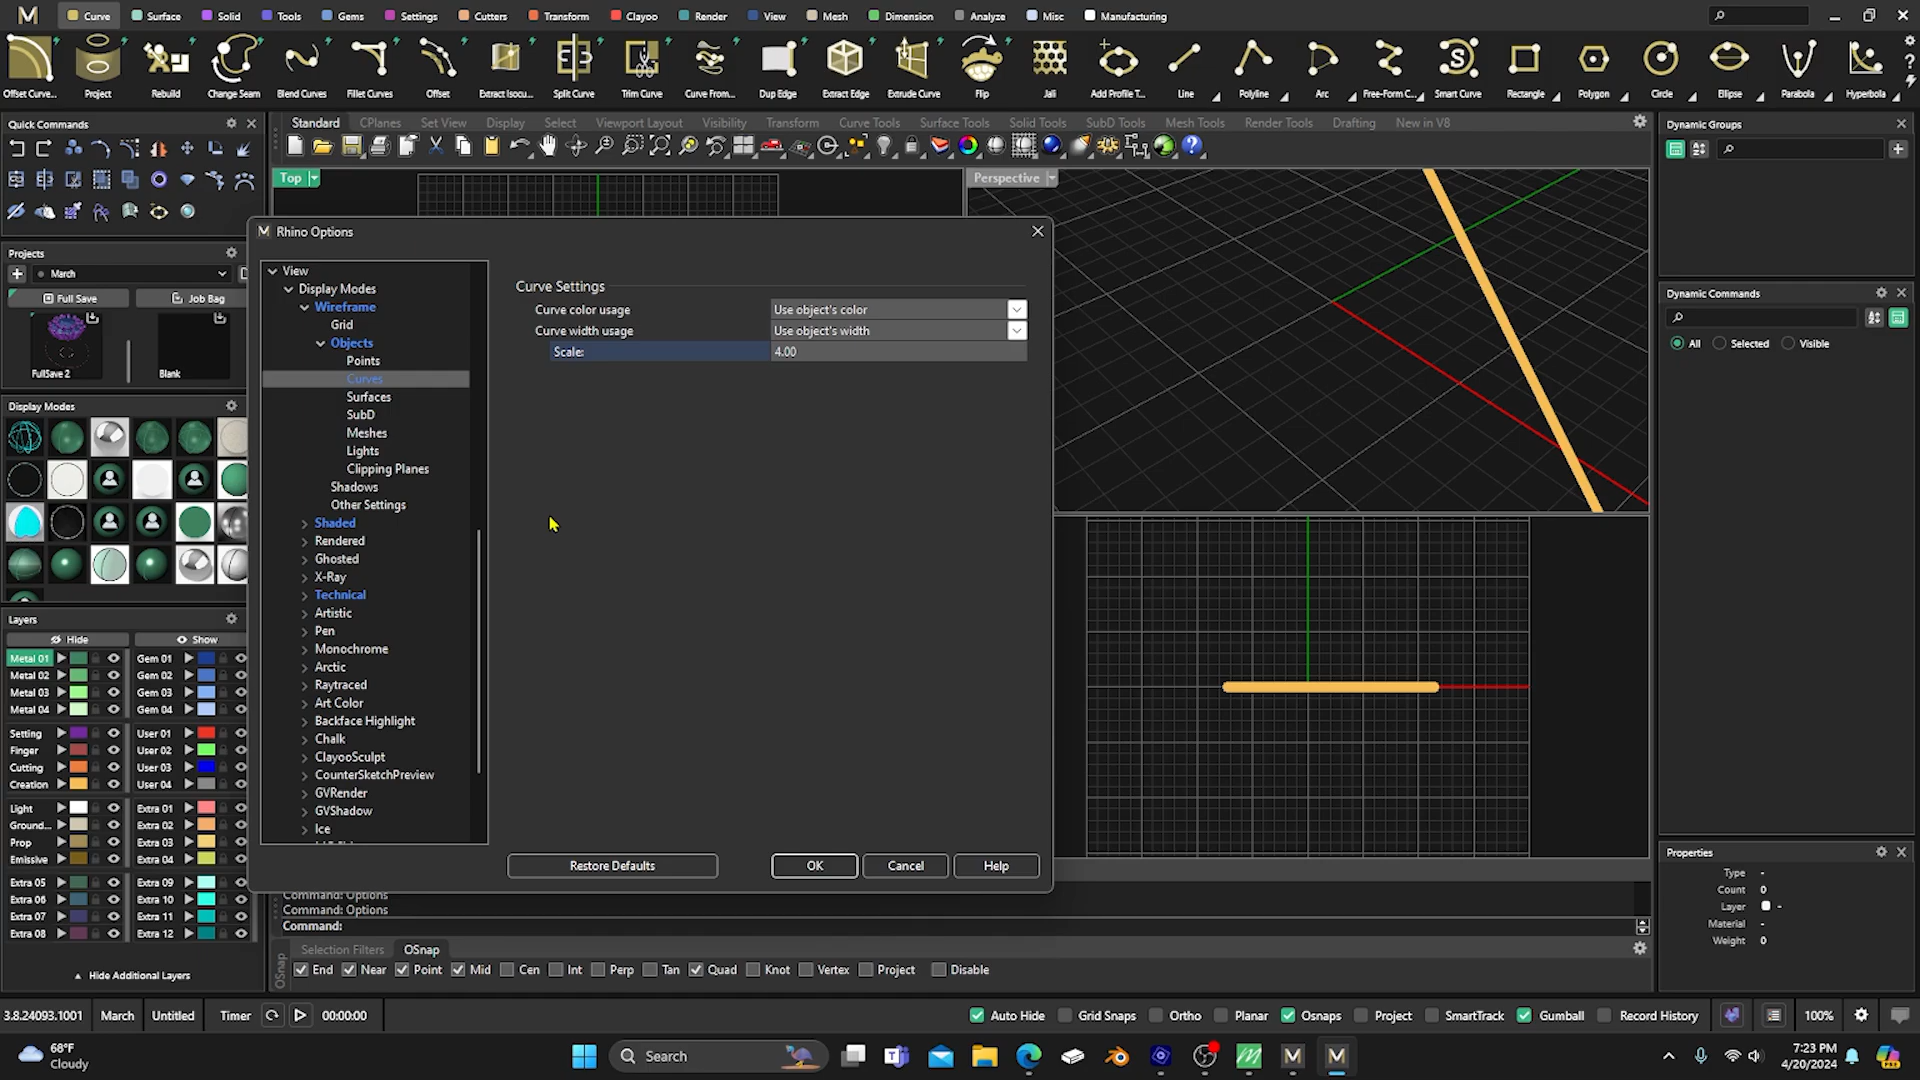 Curve
Surface
Solid
Tools
Gems
Settings
Cutters
Transform
Clayoo
Render
View
Mesh
Dimension
Analyze
Misc
Manufacturing
Offset Curve...
Project
Rebuild
Change Seam
Blend Curves
Fillet Curves
Offset
Extract Isocu...
Split Curve
Trim Curve
Curve From...
Dup Edge
Extract Edge
Extrude Curve
Flip
Jali
Add Profile T...
Line
Polyline
Arc
Free-Form C...
Smart Curve
Rectangle
Polygon
Circle
Ellipse
Parabola
Hyperbola
Quick Commands
Standard
CPlanes
Set View
Display
Select
Viewport Layout
Visibility
Transform
Curve Tools
Surface Tools
Solid Tools
SubD Tools
Mesh Tools
Render Tools
Drafting
New in V8
Dynamic Groups
Top
Perspective
Projects
March
Full Save
Job Bag
FullSave 2
Blank
Display Modes
Rhino Options
View
Display Modes
Wireframe
Grid
Objects
Points
Curves
Surfaces
SubD
Meshes
Lights
Clipping Planes
Shadows
Other Settings
Shaded
Rendered
Ghosted
X-Ray
Technical
Artistic
Pen
Monochrome
Arctic
Raytraced
Art Color
Backface Highlight
Chalk
ClayooSculpt
CounterSketchPreview
GVRender
GVShadow
Ice
Curve Settings
Curve color usage Use object's color
Curve width usage Use object's width
Scale: 4.00
Restore Defaults
OK
Cancel
Help
Dynamic Commands
All
Selected
Visible
Layers
Hide
Show
Metal 01 Gem 01
Metal 02 Gem 02
Metal 03 Gem 03
Metal 04 Gem 04
Setting User 01
Finger User 02
Cutting User 03
Creation User 04
Light Extra 01
Ground... Extra 02
Prop Extra 03
Emissive Extra 04
Extra 05 Extra 09
Extra 06 Extra 10
Extra 07 Extra 11
Extra 08 Extra 12
Hide Additional Layers
Command: Options
Command: Options
Command:
Selection Filters
OSnap
OSnap
End
Near
Point
Mid
Cen
Int
Perp
Tan
Quad
Knot
Vertex
Project
Disable
Properties
Type -
Count 0
Layer -
Material -
Weight 0
3.8.24093.1001
March
Untitled
Timer
00:00:00
Auto Hide
Grid Snaps
Ortho
Planar
Osnaps
Project
SmartTrack
Gumball
Record History
100%
68°F
Cloudy
Search
7:23 PM
4/20/2024